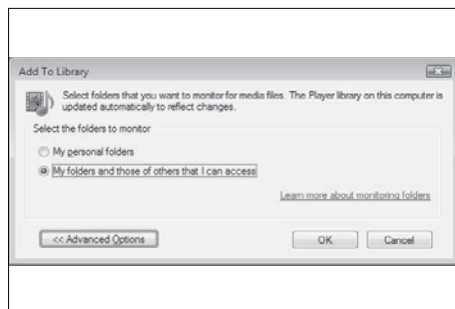 Add To Library
Select folders that you want to monitor for media files. The Player library on this computer is
updated automatically to reflect changes.
Select the folders to monitor
My personal folders
My folders and those of others that I can access
Learn more about monitoring folders
<< Advanced Options
OK
Cancel